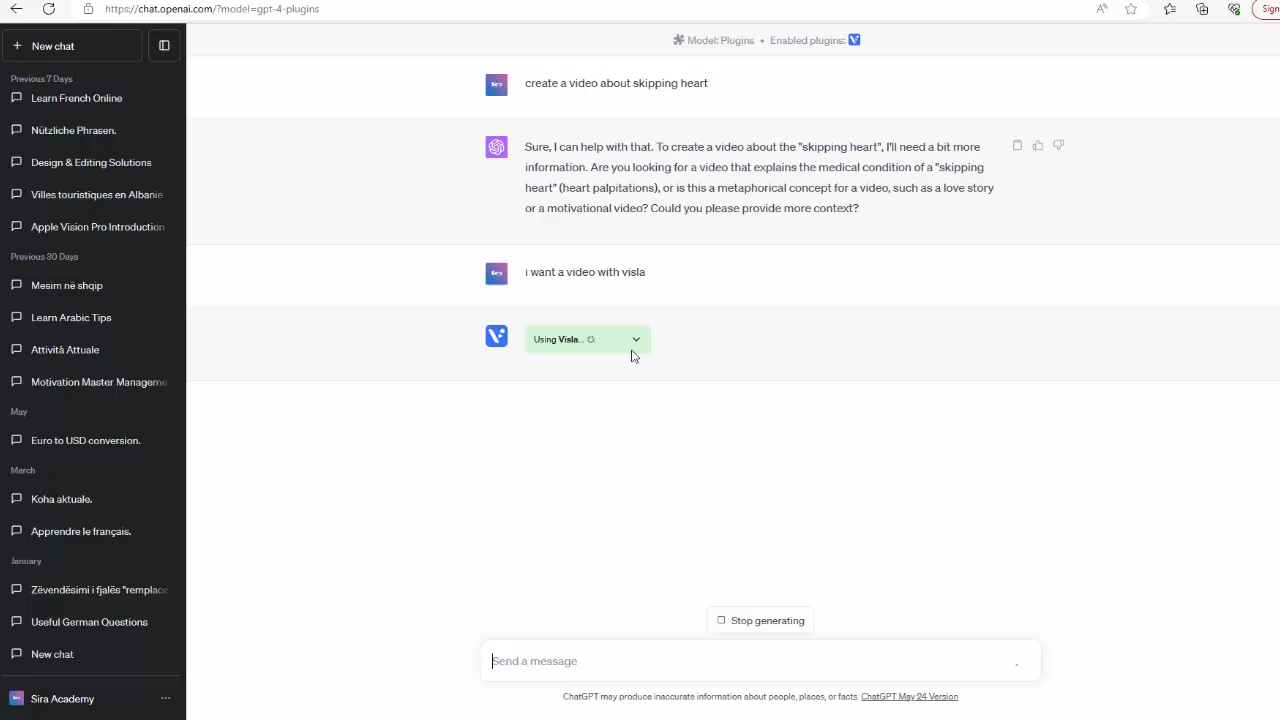 https://chat.openai.com/?model=gpt-4-plugins
Sign
New chat
Previous 7 Days
Learn French Online
Nützliche Phrasen.
Design & Editing Solutions
Villes touristiques en Albanie
Apple Vision Pro Introduction
Previous 30 Days
Mesim në shqip
Learn Arabic Tips
Attività Attuale
Motivation Master Manageme
May
Euro to USD conversion.
March
Koha aktuale.
Apprendre le français.
January
Zëvendësimi i fjalës "remplace
Useful German Questions
New chat
Sira Academy
Model: Plugins • Enabled plugins:
Sira
create a video about skipping heart
Sure, I can help with that. To create a video about the "skipping heart", I'll need a bit more
information. Are you looking for a video that explains the medical condition of a "skipping
heart" (heart palpitations), or is this a metaphorical concept for a video, such as a love story
or a motivational video? Could you please provide more context?
Sira
i want a video with visla
Using Visla...
Stop generating
Send a message
ChatGPT may produce inaccurate information about people, places, or facts. ChatGPT May 24 Version